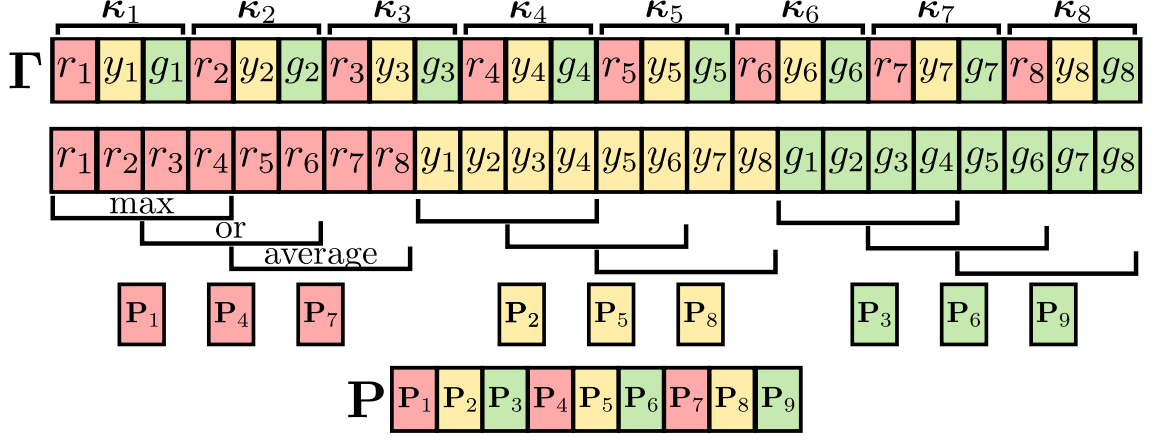 κ₁ κ₂ κ₃ κ₄ κ₅ κ₆ κ₇ κ₈
Γ r₁ y₁ g₁ r₂ y₂ g₂ r₃ y₃ g₃ r₄ y₄ g₄ r₅ y₅ g₅ r₆ y₆ g₆ r₇ y₇ g₇ r₈ y₈ g₈
r₁ r₂ r₃ r₄ r₅ r₆ r₇ r₈ y₁ y₂ y₃ y₄ y₅ y₆ y₇ y₈ g₁ g₂ g₃ g₄ g₅ g₆ g₇ g₈
max
or
average
P₁ P₄ P₇ P₂ P₅ P₈ P₃ P₆ P₉
P P₁ P₂ P₃ P₄ P₅ P₆ P₇ P₈ P₉